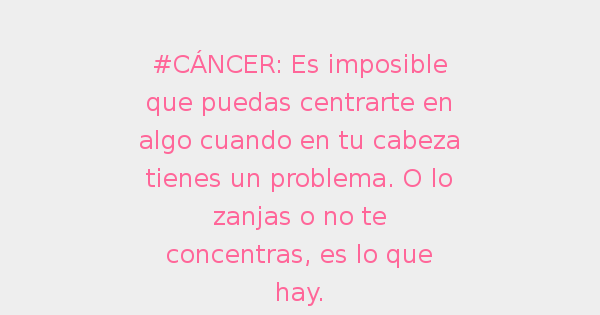 #CÁNCER: Es imposible
que puedas centrarte en
algo cuando en tu cabeza
tienes un problema. O lo
zanjas o no te
concentras, es lo que
hay.